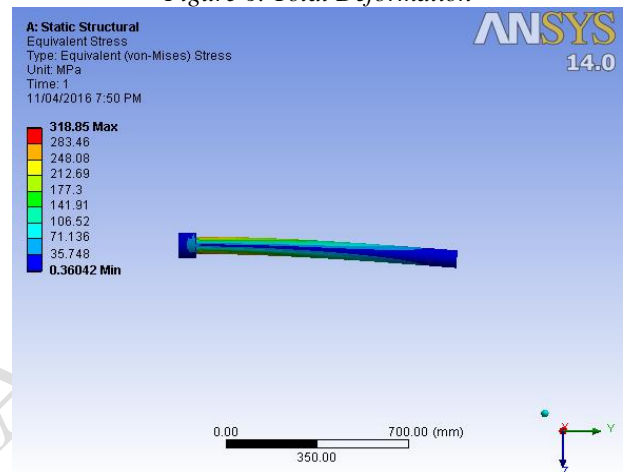 Figure 6: Total Deformation
A: Static Structural
Equivalent Stress
Type: Equivalent (von-Mises) Stress
Unit: MPa
Time: 1
11/04/2016 7:50 PM
ANSYS
14.0
318.85 Max
283.46
248.08
212.69
177.3
141.91
106.52
71.136
35.748
0.36042 Min
0.00
700.00 (mm)
350.00
X
Y
Z